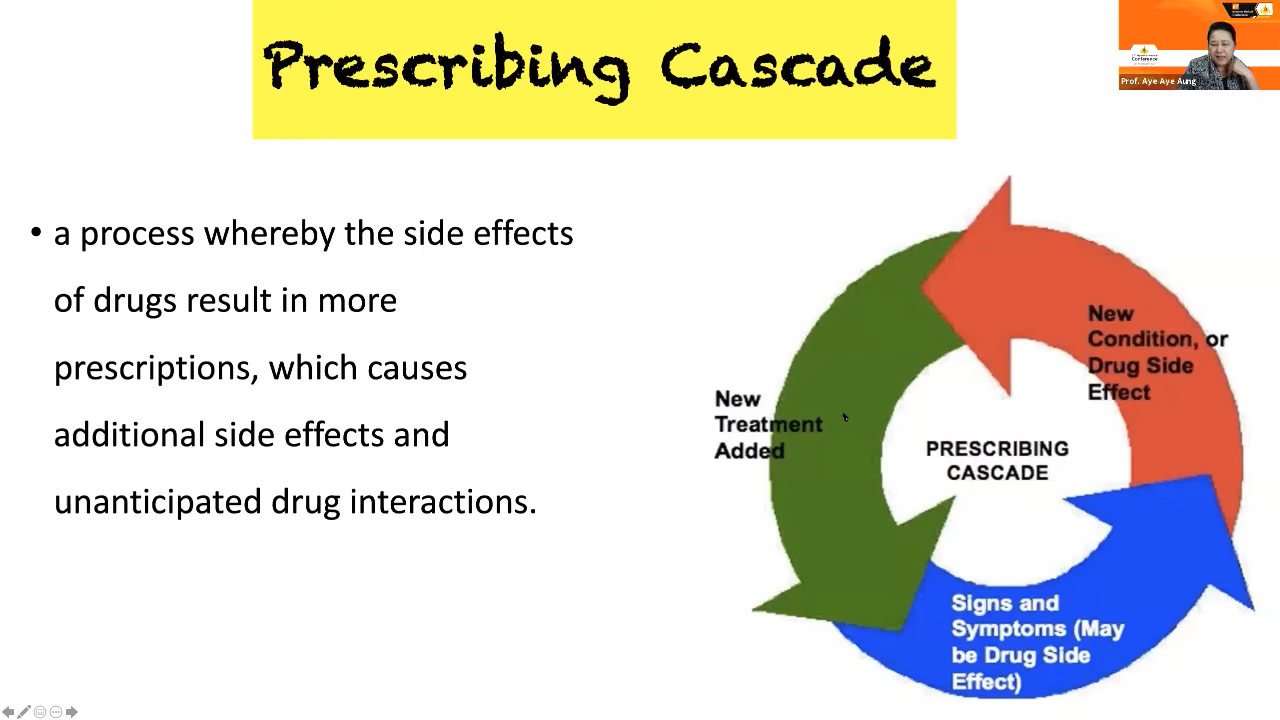 Prescribing Cascade
Conference
Prof. Aye Aye Aung
• a process whereby the side effects
of drugs result in more
prescriptions, which causes
additional side effects and
unanticipated drug interactions.
New
Condition, or
Drug Side
Effect
New
Treatment
Added
PRESCRIBING
CASCADE
Signs and
Symptoms (May
be Drug Side
Effect)